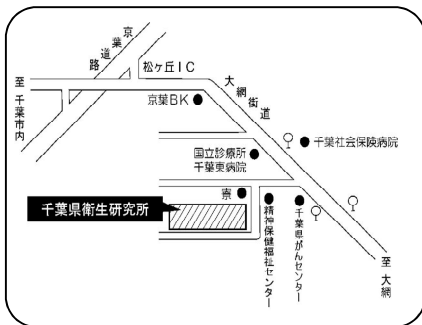 京葉道路
松ヶ丘IC
至 千葉市内
大網街道
京葉BK
千葉社会保険病院
国立診療所
千葉東病院
寮
千葉県衛生研究所
精神保健福祉センター
千葉県がんセンター
至 大網